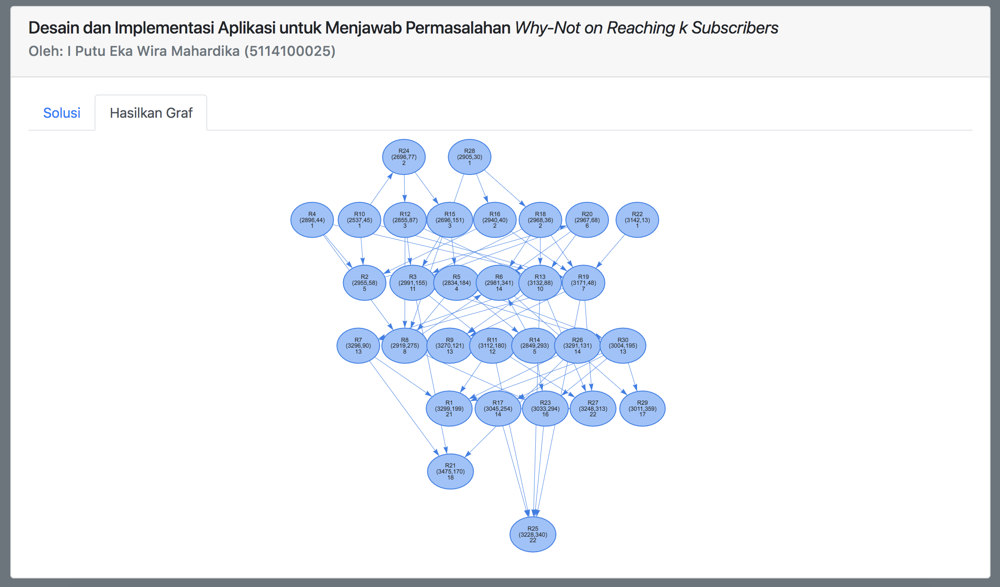 Desain dan Implementasi Aplikasi untuk Menjawab Permasalahan Why-Not on Reaching k Subscribers
Oleh: I Putu Eka Wira Mahardika (5114100025)
Solusi
Hasilkan Graf
R24
(2696,77)
2
R28
(2905,30)
1
R4
(2896,44)
1
R10
(2537,45)
1
R12
(2855,87)
3
R15
(2696,151)
3
R16
(2940,40)
2
R18
(2968,36)
2
R20
(2967,68)
6
R22
(3142,13)
1
R2
(2955,58)
5
R3
(2991,155)
11
R5
(2834,184)
4
R6
(2981,341)
14
R13
(3132,88)
10
R19
(3171,48)
7
R7
(3296,90)
13
R8
(2919,275)
8
R9
(3270,121)
13
R11
(3112,180)
12
R14
(2849,293)
5
R26
(3291,131)
14
R30
(3004,195)
13
R1
(3299,199)
21
R17
(3045,254)
14
R23
(3033,294)
16
R27
(3248,313)
22
R29
(3011,359)
17
R21
(3475,170)
18
R25
(3228,340)
22